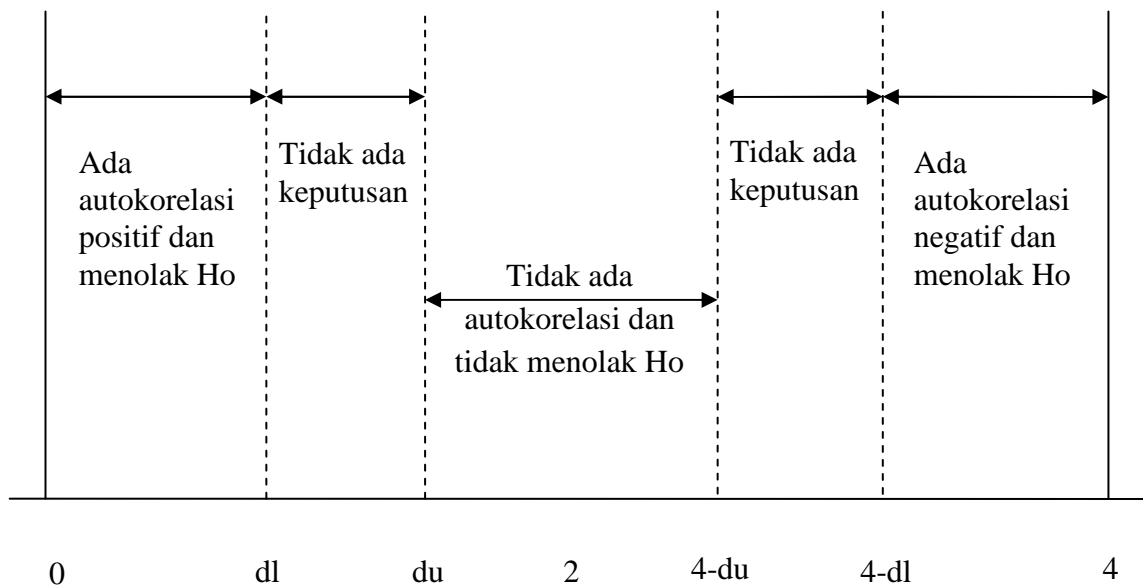 Ada
autokorelasi
positif dan
menolak Ho
Tidak ada
keputusan
Tidak ada
autokorelasi dan
tidak menolak Ho
Tidak ada
keputusan
Ada
autokorelasi
negatif dan
menolak Ho
0 dl du 2 4-du 4-dl 4